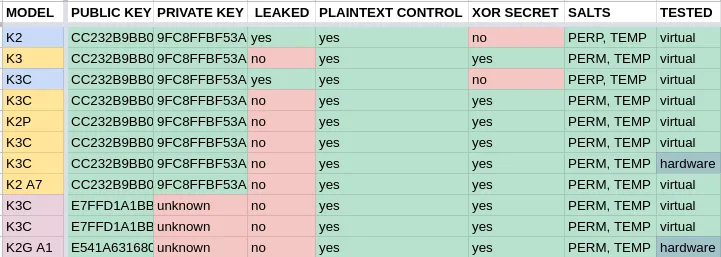 MODEL PUBLIC KEY PRIVATE KEY LEAKED PLAINTEXT CONTROL XOR SECRET SALTS TESTED
K2 CC232B9BB0 9FC8FFBF53A yes yes no PERP, TEMP virtual
K3 CC232B9BB0 9FC8FFBF53A no yes yes PERM, TEMP virtual
K3C CC232B9BB0 9FC8FFBF53A yes yes no PERP, TEMP virtual
K3C CC232B9BB0 9FC8FFBF53A no yes yes PERM, TEMP virtual
K2P CC232B9BB0 9FC8FFBF53A no yes yes PERM, TEMP virtual
K3C CC232B9BB0 9FC8FFBF53A no yes yes PERM, TEMP virtual
K3C CC232B9BB0 9FC8FFBF53A no yes yes PERM, TEMP hardware
K2 A7 CC232B9BB0 9FC8FFBF53A no yes yes PERM, TEMP virtual
K3C E7FFD1A1BB unknown no yes yes PERM, TEMP virtual
K3C E7FFD1A1BB unknown no yes yes PERM, TEMP virtual
K2G A1 E541A631680 unknown no yes yes PERM, TEMP hardware